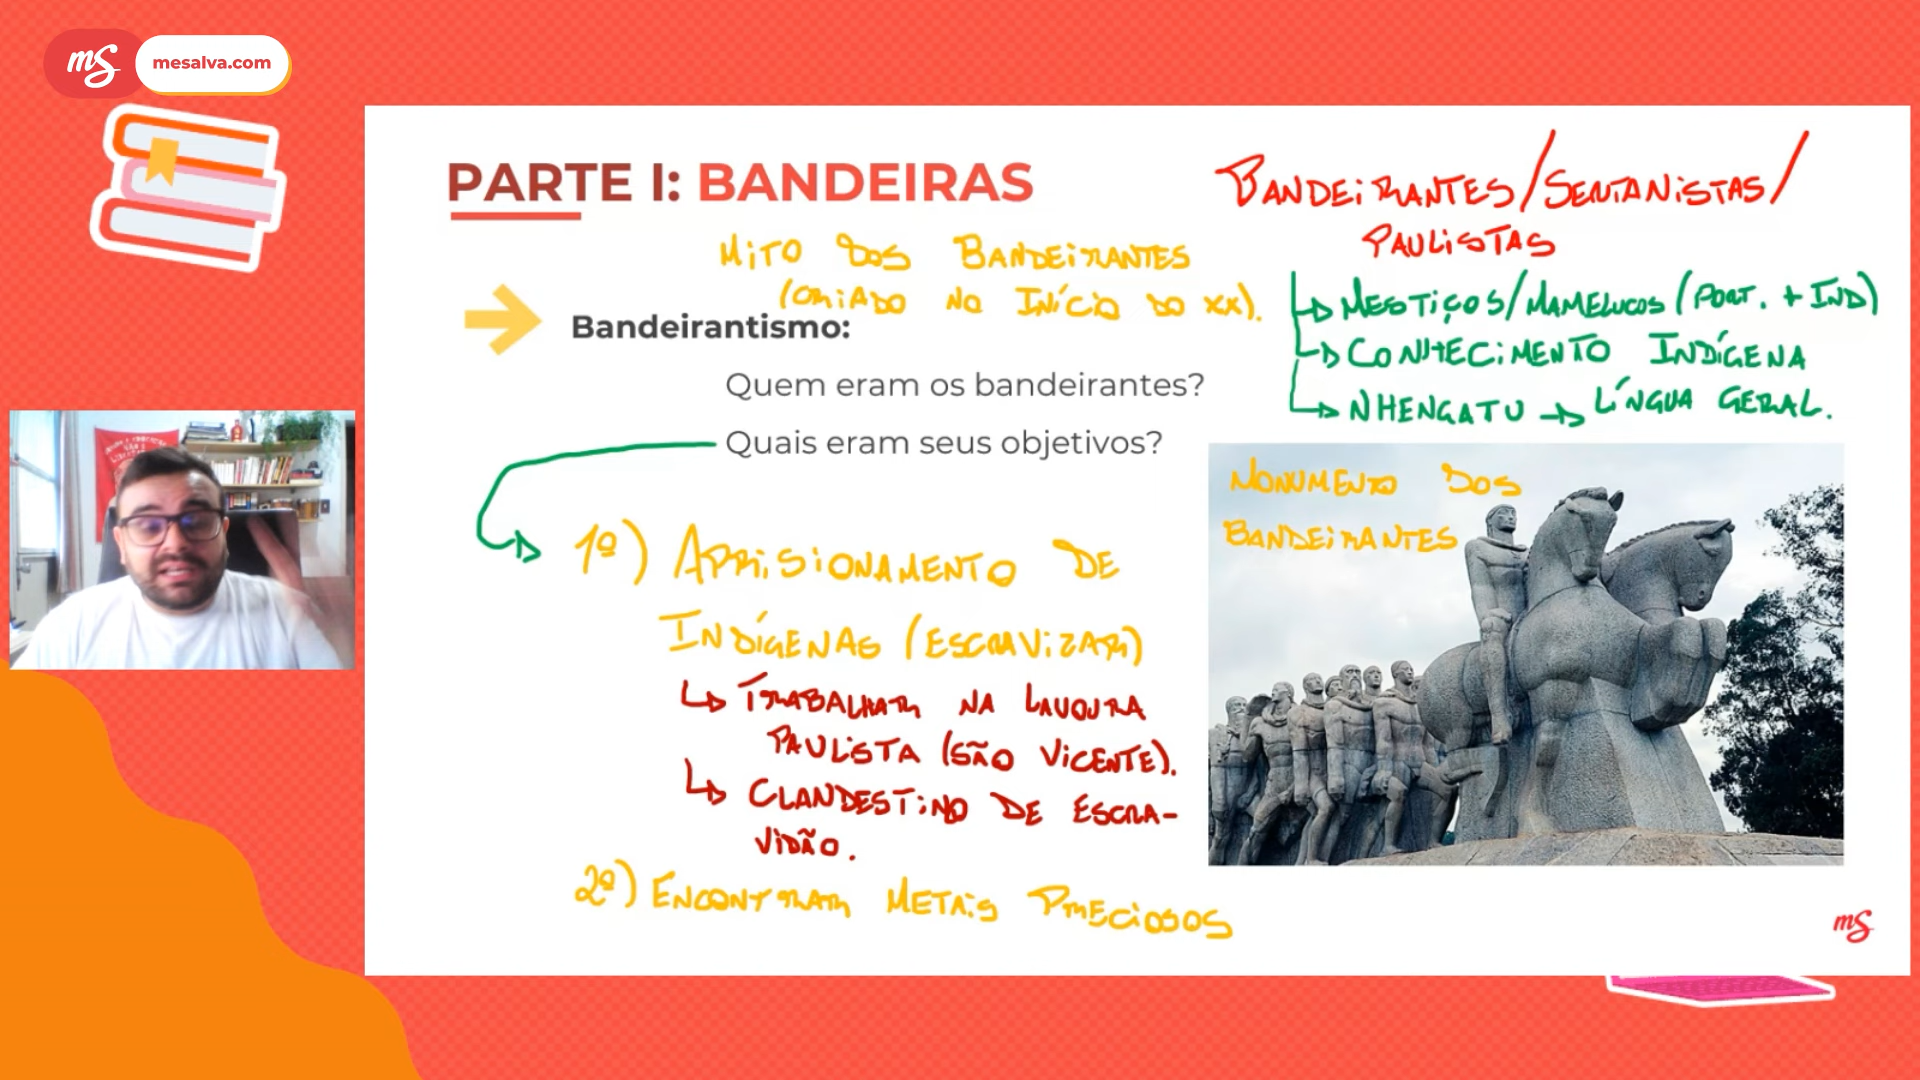 mS
mesalva.com
PARTE I: BANDEIRAS
BANDEIRANTES/SERTANISTAS/
PAULISTAS
↳ MESTIÇOS/MAMELUCOS (PORT. + IND)
↳ CONHECIMENTO INDÍGENA
↳ NHENGATU → LÍNGUA GERAL.
MITO DOS BANDEIRANTES
(CRIADO NO INÍCIO DO XX).
Bandeirantismo:
Quem eram os bandeirantes?
Quais eram seus objetivos?
1º) APRISIONAMENTO DE
INDÍGENAS (ESCRAVIZAR)
↳ TRABALHAR NA LAVOURA
PAULISTA (SÃO VICENTE).
↳ CLANDESTINO DE ESCRA-
VIDÃO.
2º) ENCONTRAR METAIS PRECIOSOS
MONUMENTO DOS
BANDEIRANTES
mS